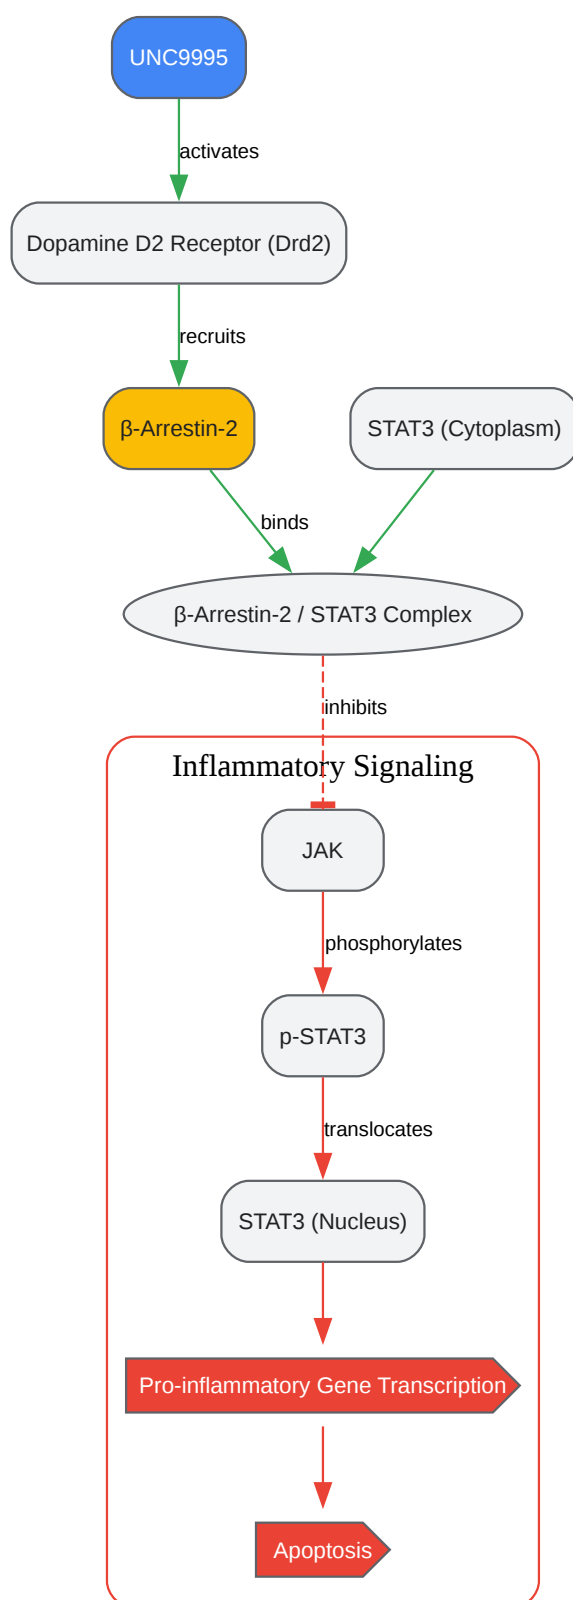 UNC9995
activates
Dopamine D2 Receptor (Drd2)
recruits
β-Arrestin-2
STAT3 (Cytoplasm)
binds
β-Arrestin-2 / STAT3 Complex
inhibits
Inflammatory Signaling
JAK
phosphorylates
p-STAT3
translocates
STAT3 (Nucleus)
Pro-inflammatory Gene Transcription
Apoptosis